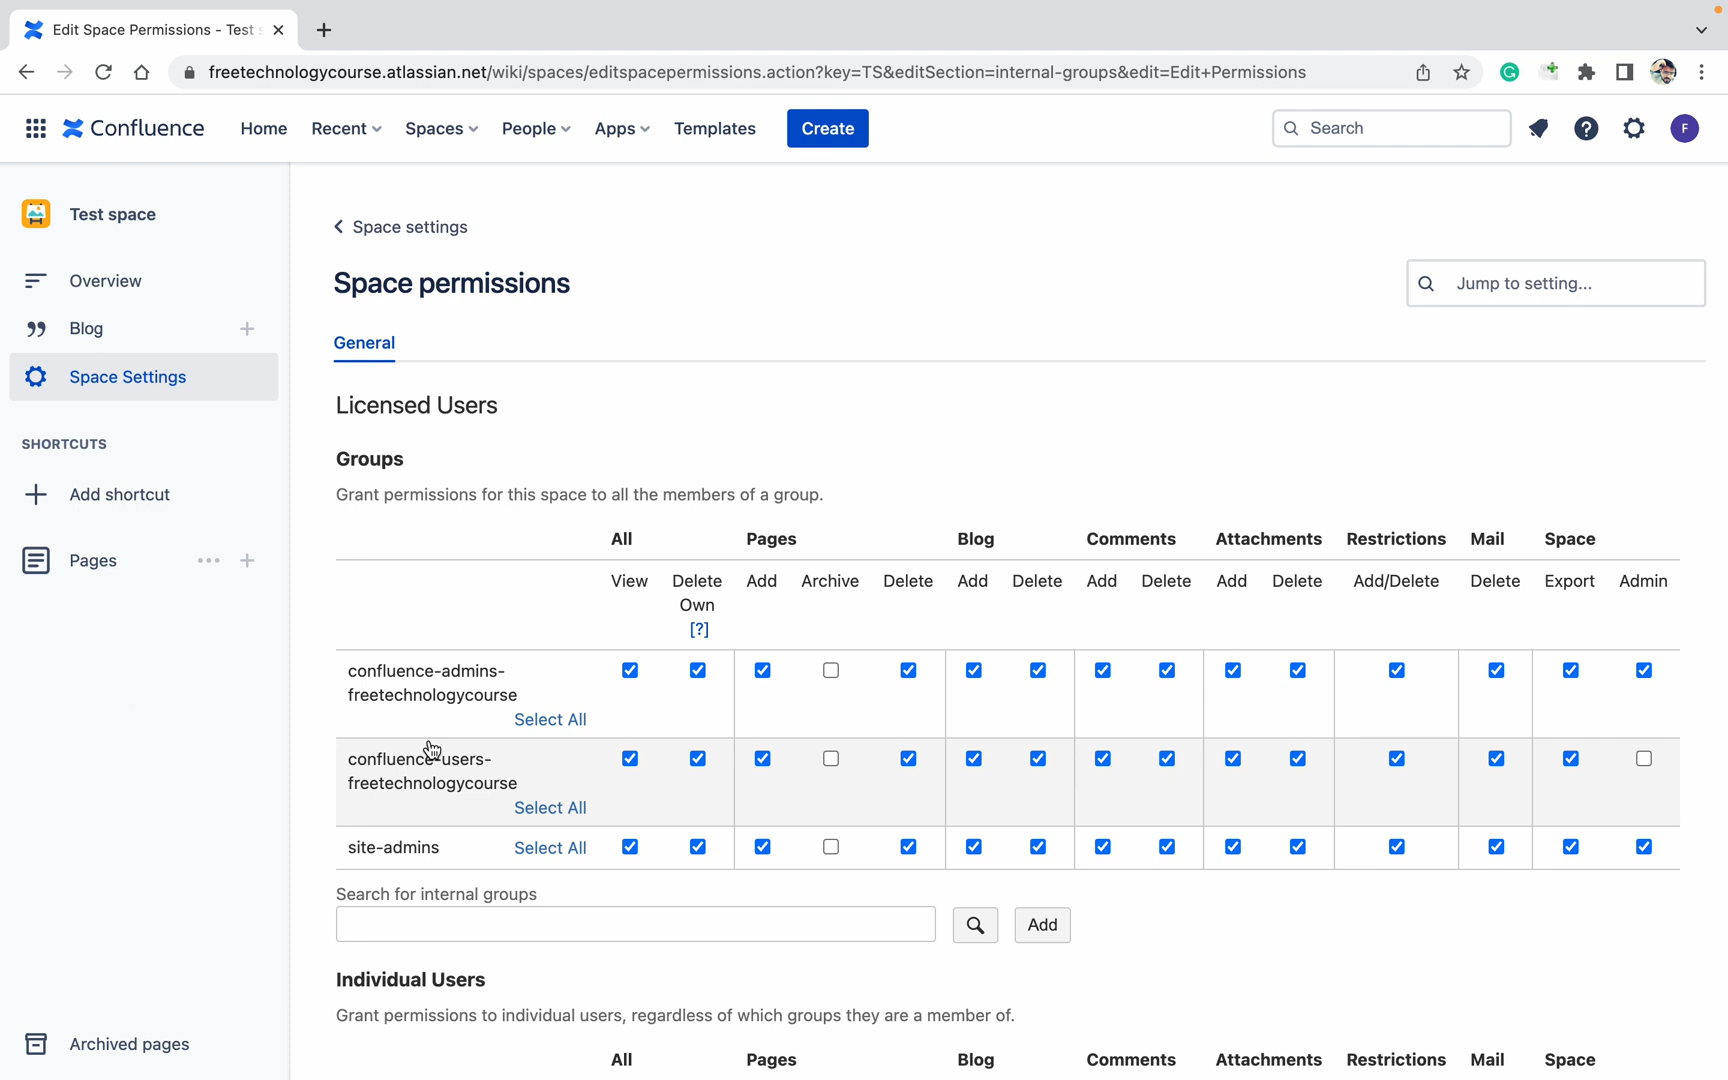 Edit Space Permissions - Test s
freetechnologycourse.atlassian.net/wiki/spaces/editspacepermissions.action?key=TS&editSection=internal-groups&edit=Edit+Permissions
Confluence Home Recent Spaces People Apps Templates Create Search F
Test space
Overview
Blog
Space Settings
SHORTCUTS
Add shortcut
Pages
Archived pages
Space settings
Space permissions
Jump to setting...
General
Licensed Users
Groups
Grant permissions for this space to all the members of a group.
All Pages Blog Comments Attachments Restrictions Mail Space
View Delete Add Archive Delete Add Delete Add Delete Add Delete Add/Delete Delete Export Admin
Own
[?]
confluence-admins-
freetechnologycourse
Select All
confluence-users-
freetechnologycourse
Select All
site-admins Select All
Search for internal groups
Add
Individual Users
Grant permissions to individual users, regardless of which groups they are a member of.
All Pages Blog Comments Attachments Restrictions Mail Space